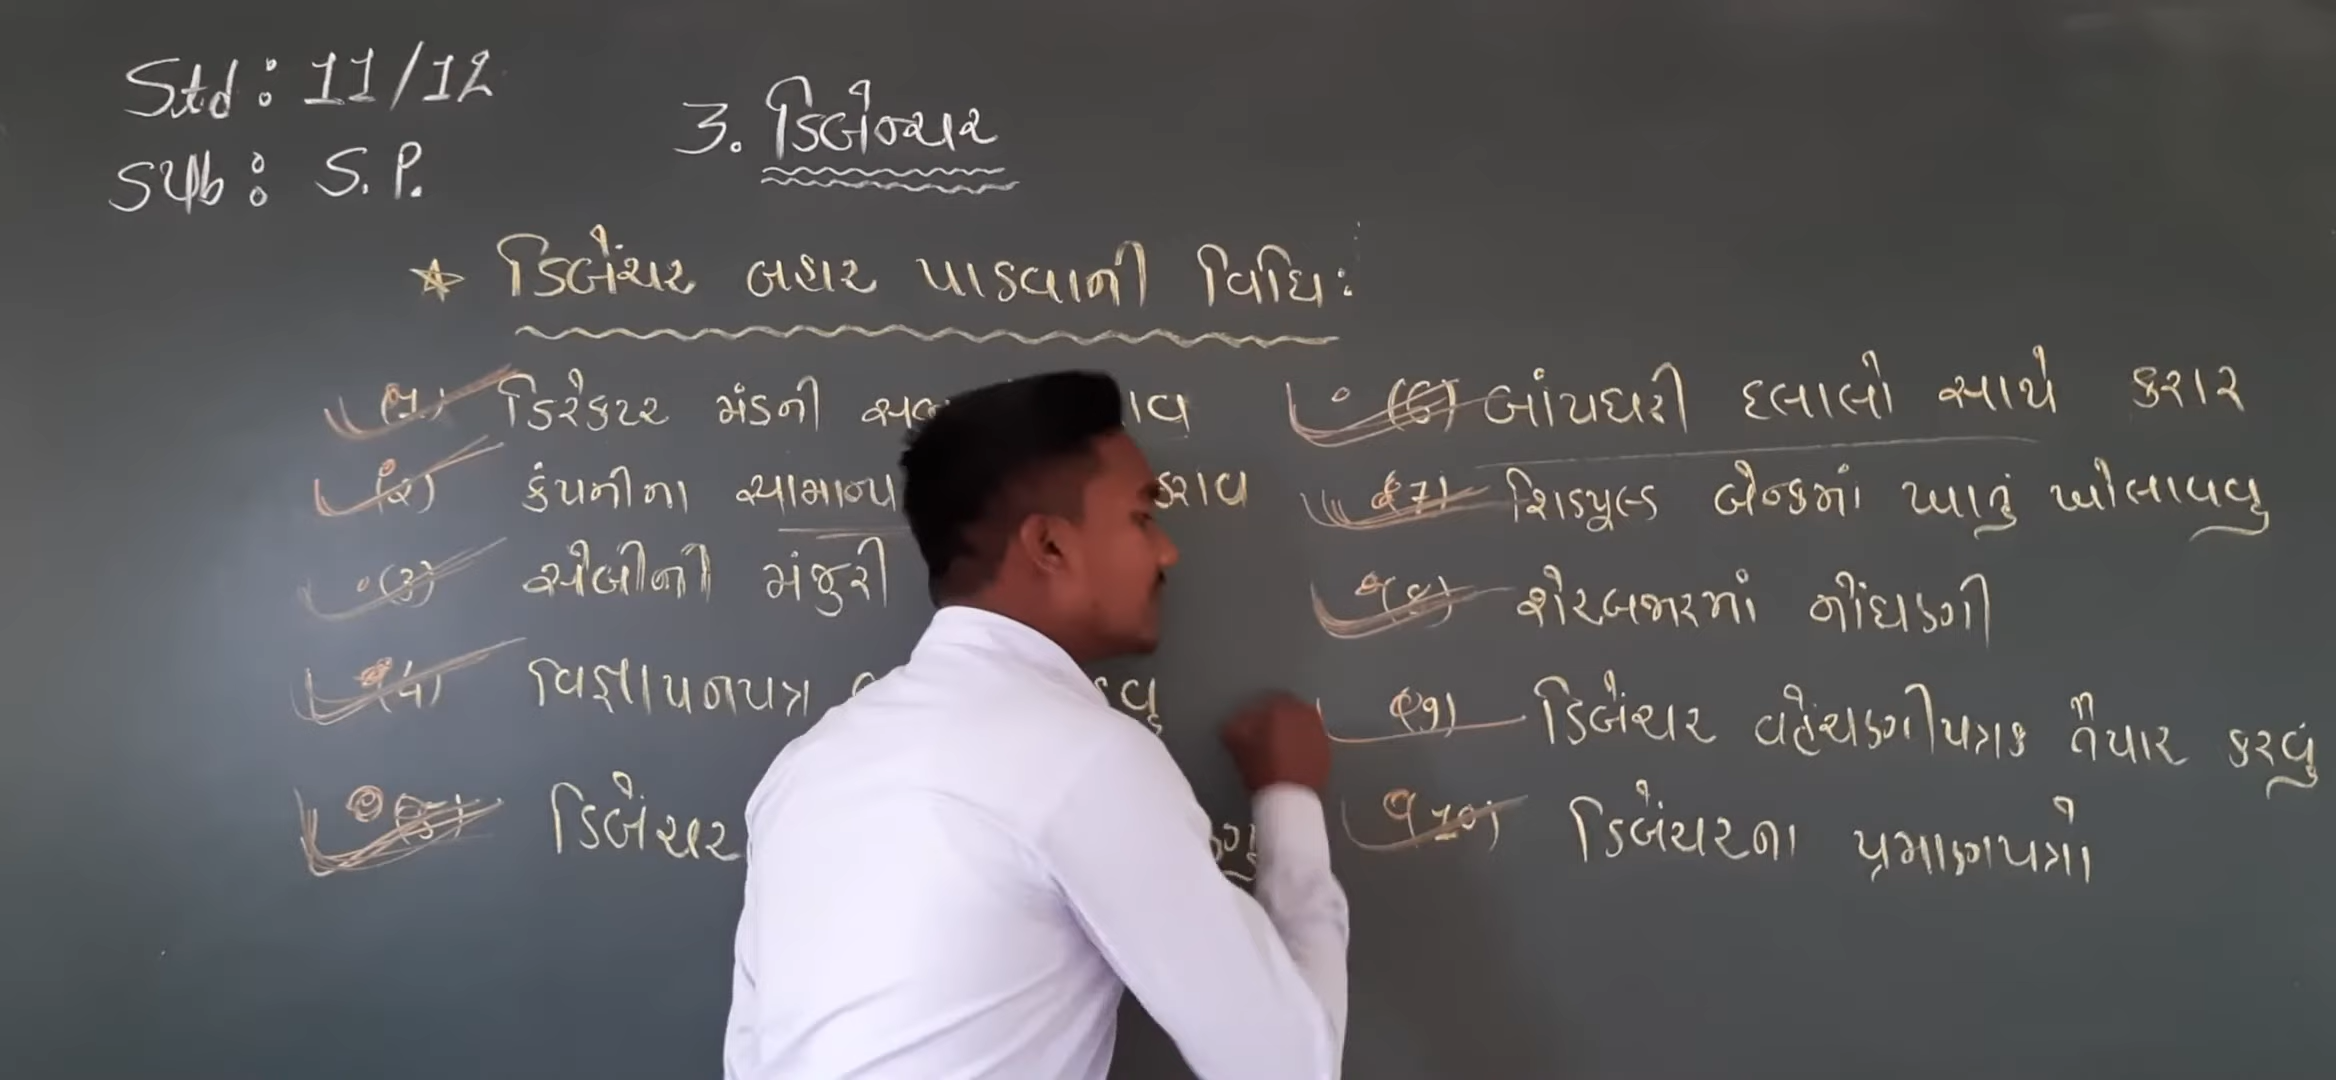 Std: 11/12
Sub: S.P.
3. ડિબેન્ચર
★ ડિબેંચર બહાર પાડવાની વિધિ:
(1) ડિરેક્ટર મંડની
(2) કંપનીના સામાન્ય ઠરાવ
(3) સેબીની મંજુરી
(4) વિજ્ઞાપનપત્ર
(5) ડિબેંચર
(6) બાંયધરી દલાલો સાથે કરાર
(7) શિડ્યૂલ્ડ બેન્કમાં ખાતું ખોલાવવુ
(8) શેરબજારમાં નોંધણી
(9) ડિબેંચર વહેંચણીપત્રક તૈયાર કરવું
(10) ડિબેંચરના પ્રમાણપત્રો